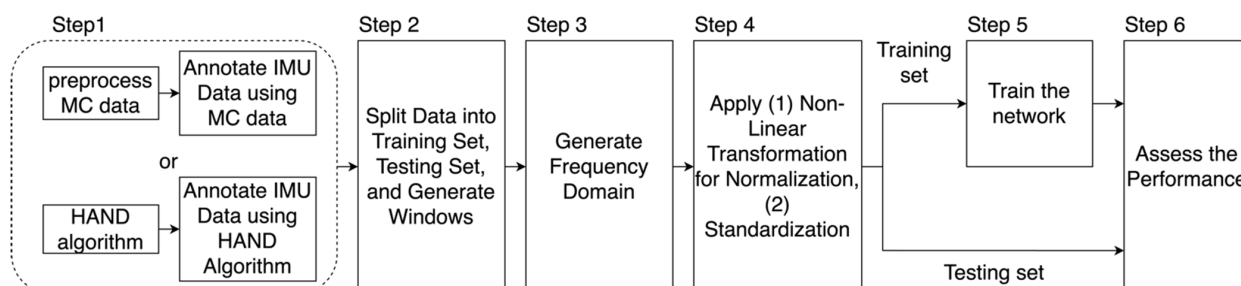 Step1
preprocess
MC data
Annotate IMU
Data using
MC data
or
HAND
algorithm
Annotate IMU
Data using
HAND
Algorithm
Step 2
Split Data into
Training Set,
Testing Set,
and Generate
Windows
Step 3
Generate
Frequency
Domain
Step 4
Apply (1) Non-
Linear
Transformation
for Normalization,
(2)
Standardization
Training
set
Step 5
Train the
network
Testing set
Step 6
Assess the
Performance